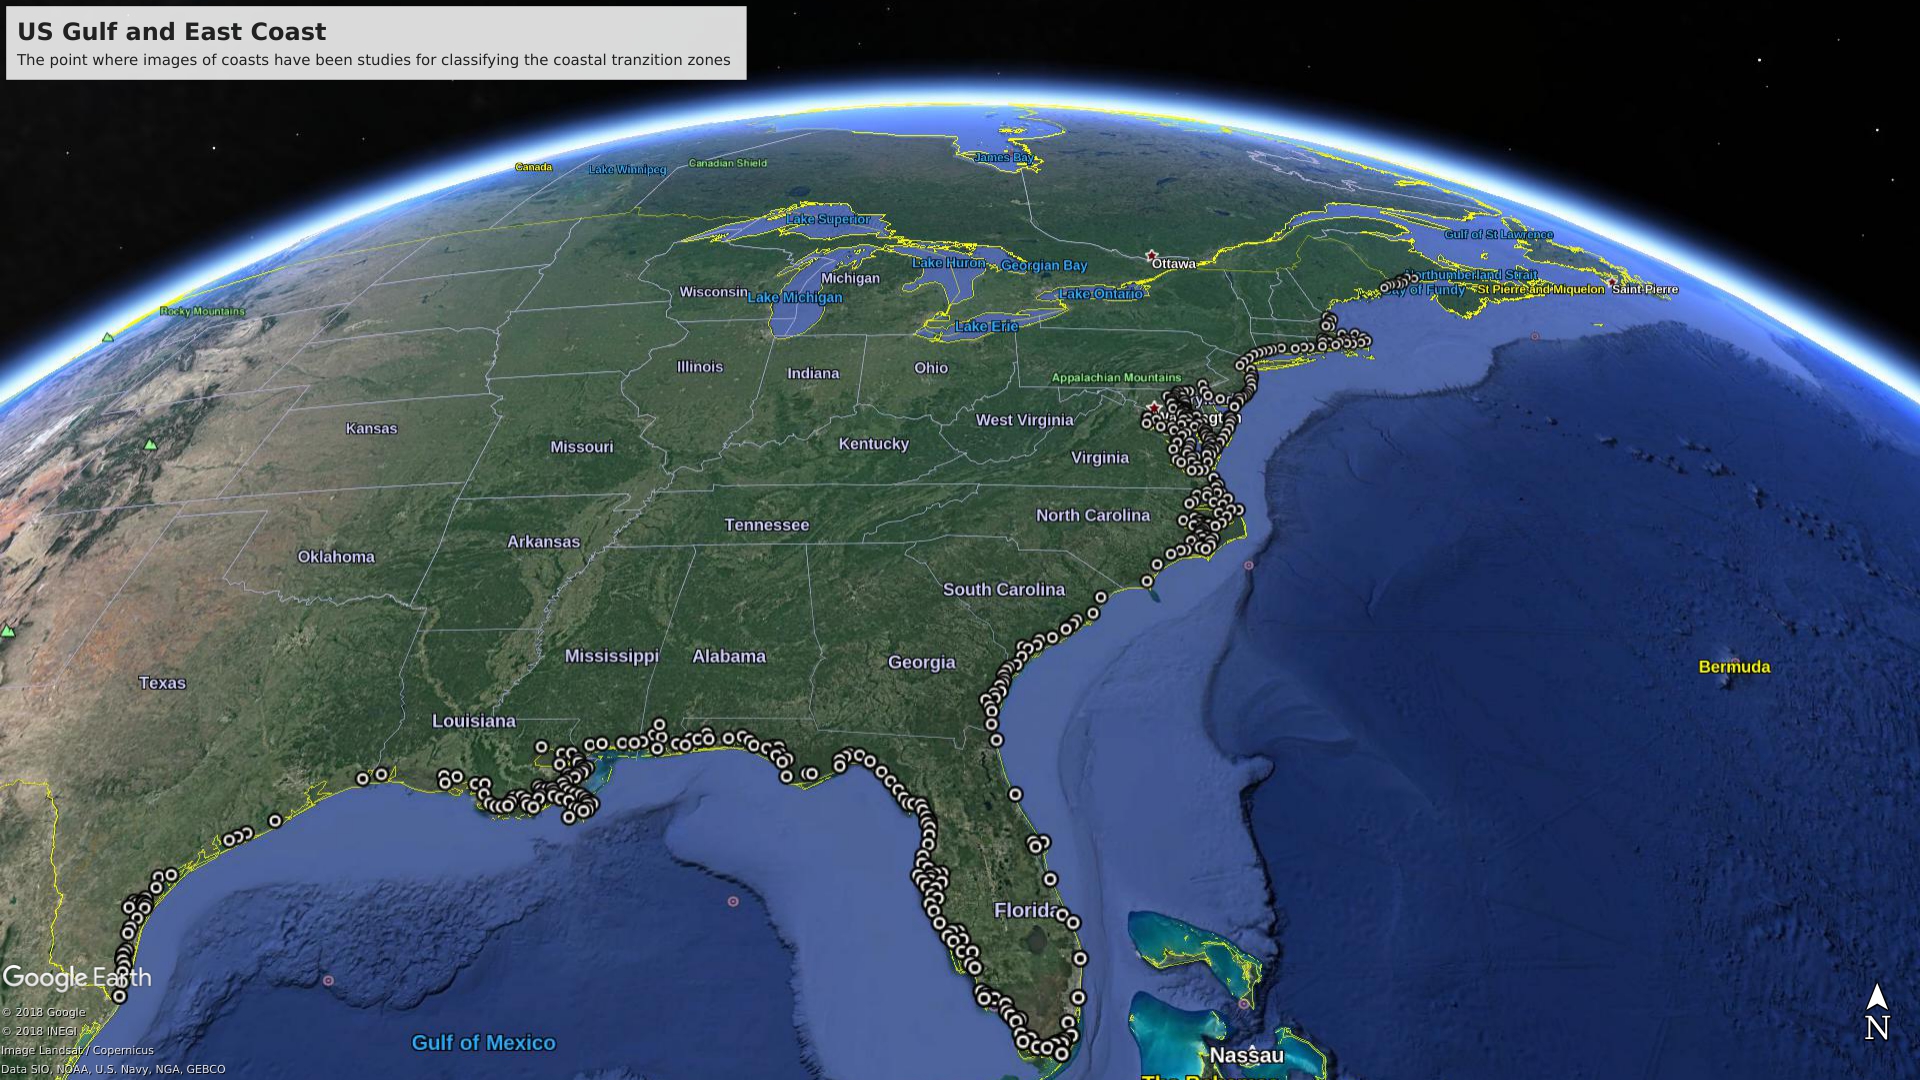 US Gulf and East Coast
The point where images of coasts have been studies for classifying the coastal tranzition zones
James Bay
Canada
Lake Winnipeg
Canadian Shield
Lake Superior
Gulf of St Lawrence
Ottawa
Lake Huron
Georgian Bay
Michigan
Northumberland Strait
Wisconsin
Lake Michigan
Lake Ontario
Bay of Fundy
St Pierre and Miquelon
Saint-Pierre
Rocky Mountains
Lake Erie
Illinois
Indiana
Ohio
Appalachian Mountains
West Virginia
Kansas
Missouri
Kentucky
Virginia
North Carolina
Tennessee
Arkansas
Oklahoma
South Carolina
Mississippi
Alabama
Georgia
Bermuda
Texas
Louisiana
Florida
Google Earth
© 2018 Google
© 2018 INEGI
Image Landsat / Copernicus
Data SIO, NOAA, U.S. Navy, NGA, GEBCO
Gulf of Mexico
Nassau
N